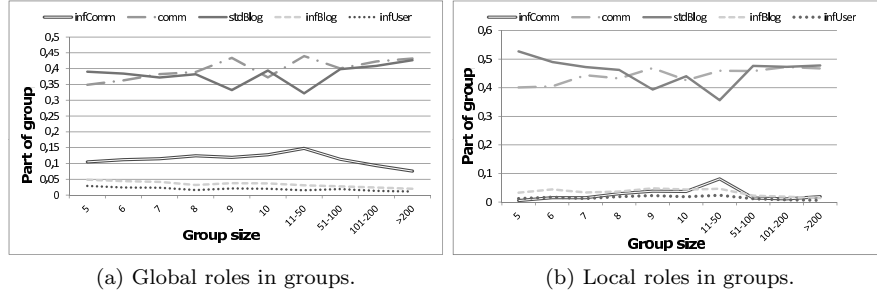 infComm comm stdBlog infBlog infUser
0,5
0,45
0,4
0,35
0,3
0,25
0,2
0,15
0,1
0,05
0
Part of group
5 6 7 8 9 10 11-50 51-100 101-200 >200
Group size
(a) Global roles in groups.
infComm comm stdBlog infBlog infUser
0,6
0,5
0,4
0,3
0,2
0,1
0
Part of group
5 6 7 8 9 10 11-50 51-100 101-200 >200
Group size
(b) Local roles in groups.